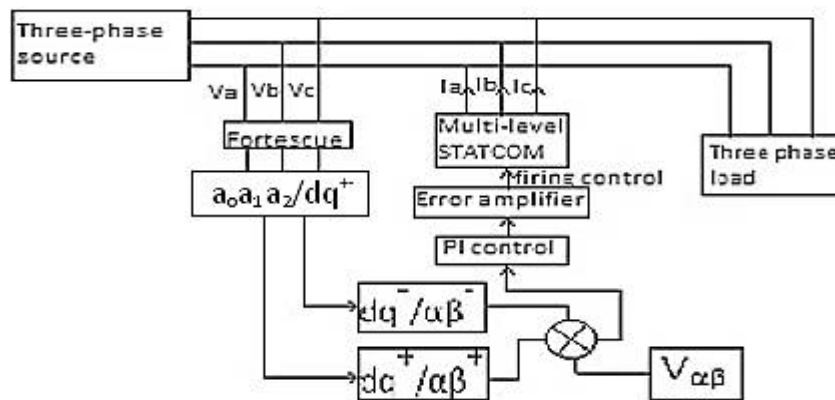 Three-phase
source
Va Vb Vc
Ia Ib Ic
Fortescue
Multi-level
STATCOM
Three phase
load
firing control
a₀a₁a₂/dq⁺
Error amplifier
PI control
dq⁻/αβ⁻
dq⁺/αβ⁺
Vαβ